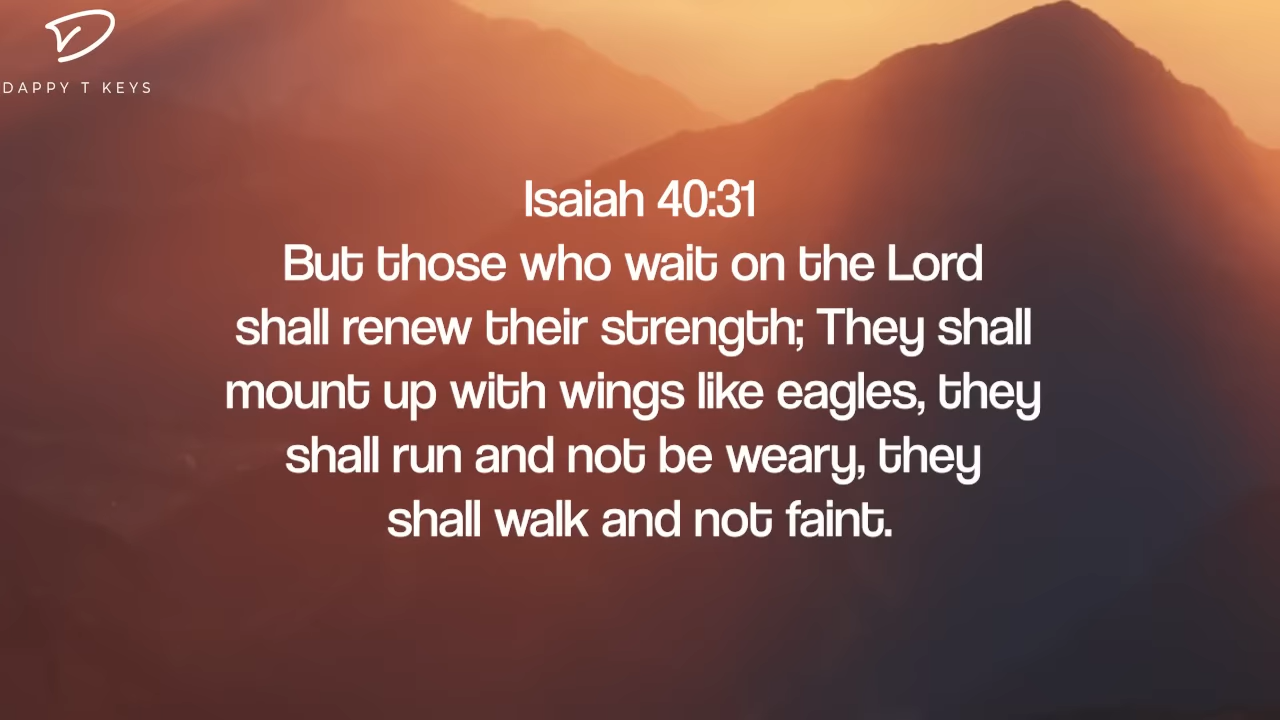 DAPPY T KEYS
Isaiah 40:31
But those who wait on the Lord
shall renew their strength; They shall
mount up with wings like eagles, they
shall run and not be weary, they
shall walk and not faint.